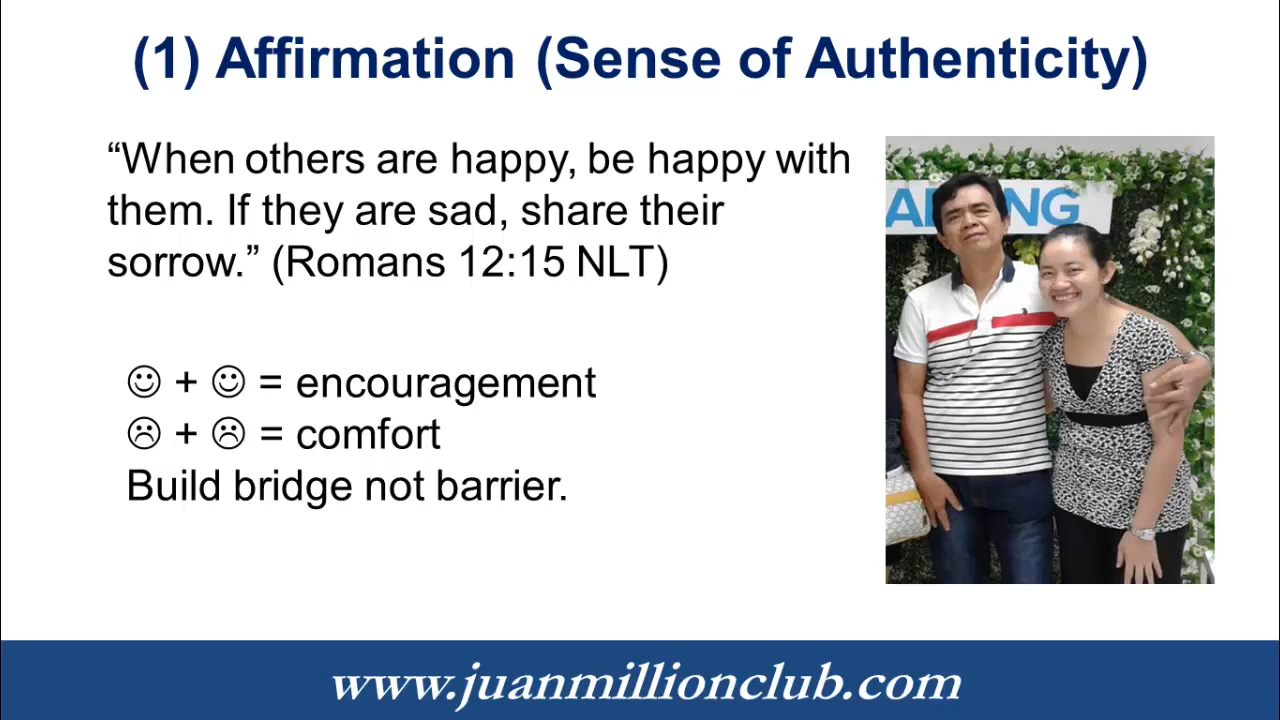 (1) Affirmation (Sense of Authenticity)
“When others are happy, be happy with
them. If they are sad, share their
sorrow.” (Romans 12:15 NLT)
☺ + ☺ = encouragement
☹ + ☹ = comfort
Build bridge not barrier.
www.juanmillionclub.com